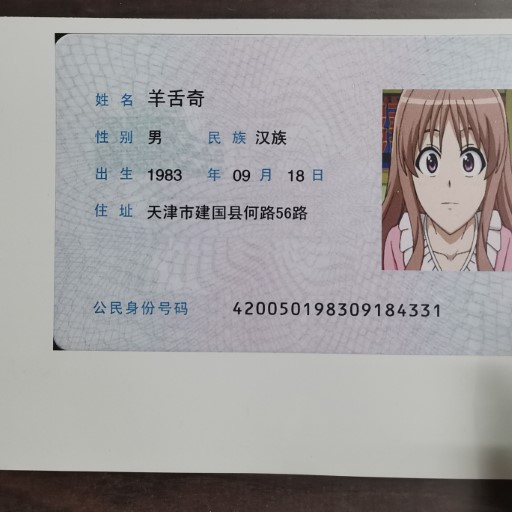 姓名 羊舌奇
性别 男 民族 汉族
出生 1983 年 09 月 18 日
住址 天津市建国县何路56路
公民身份号码 420050198309184331